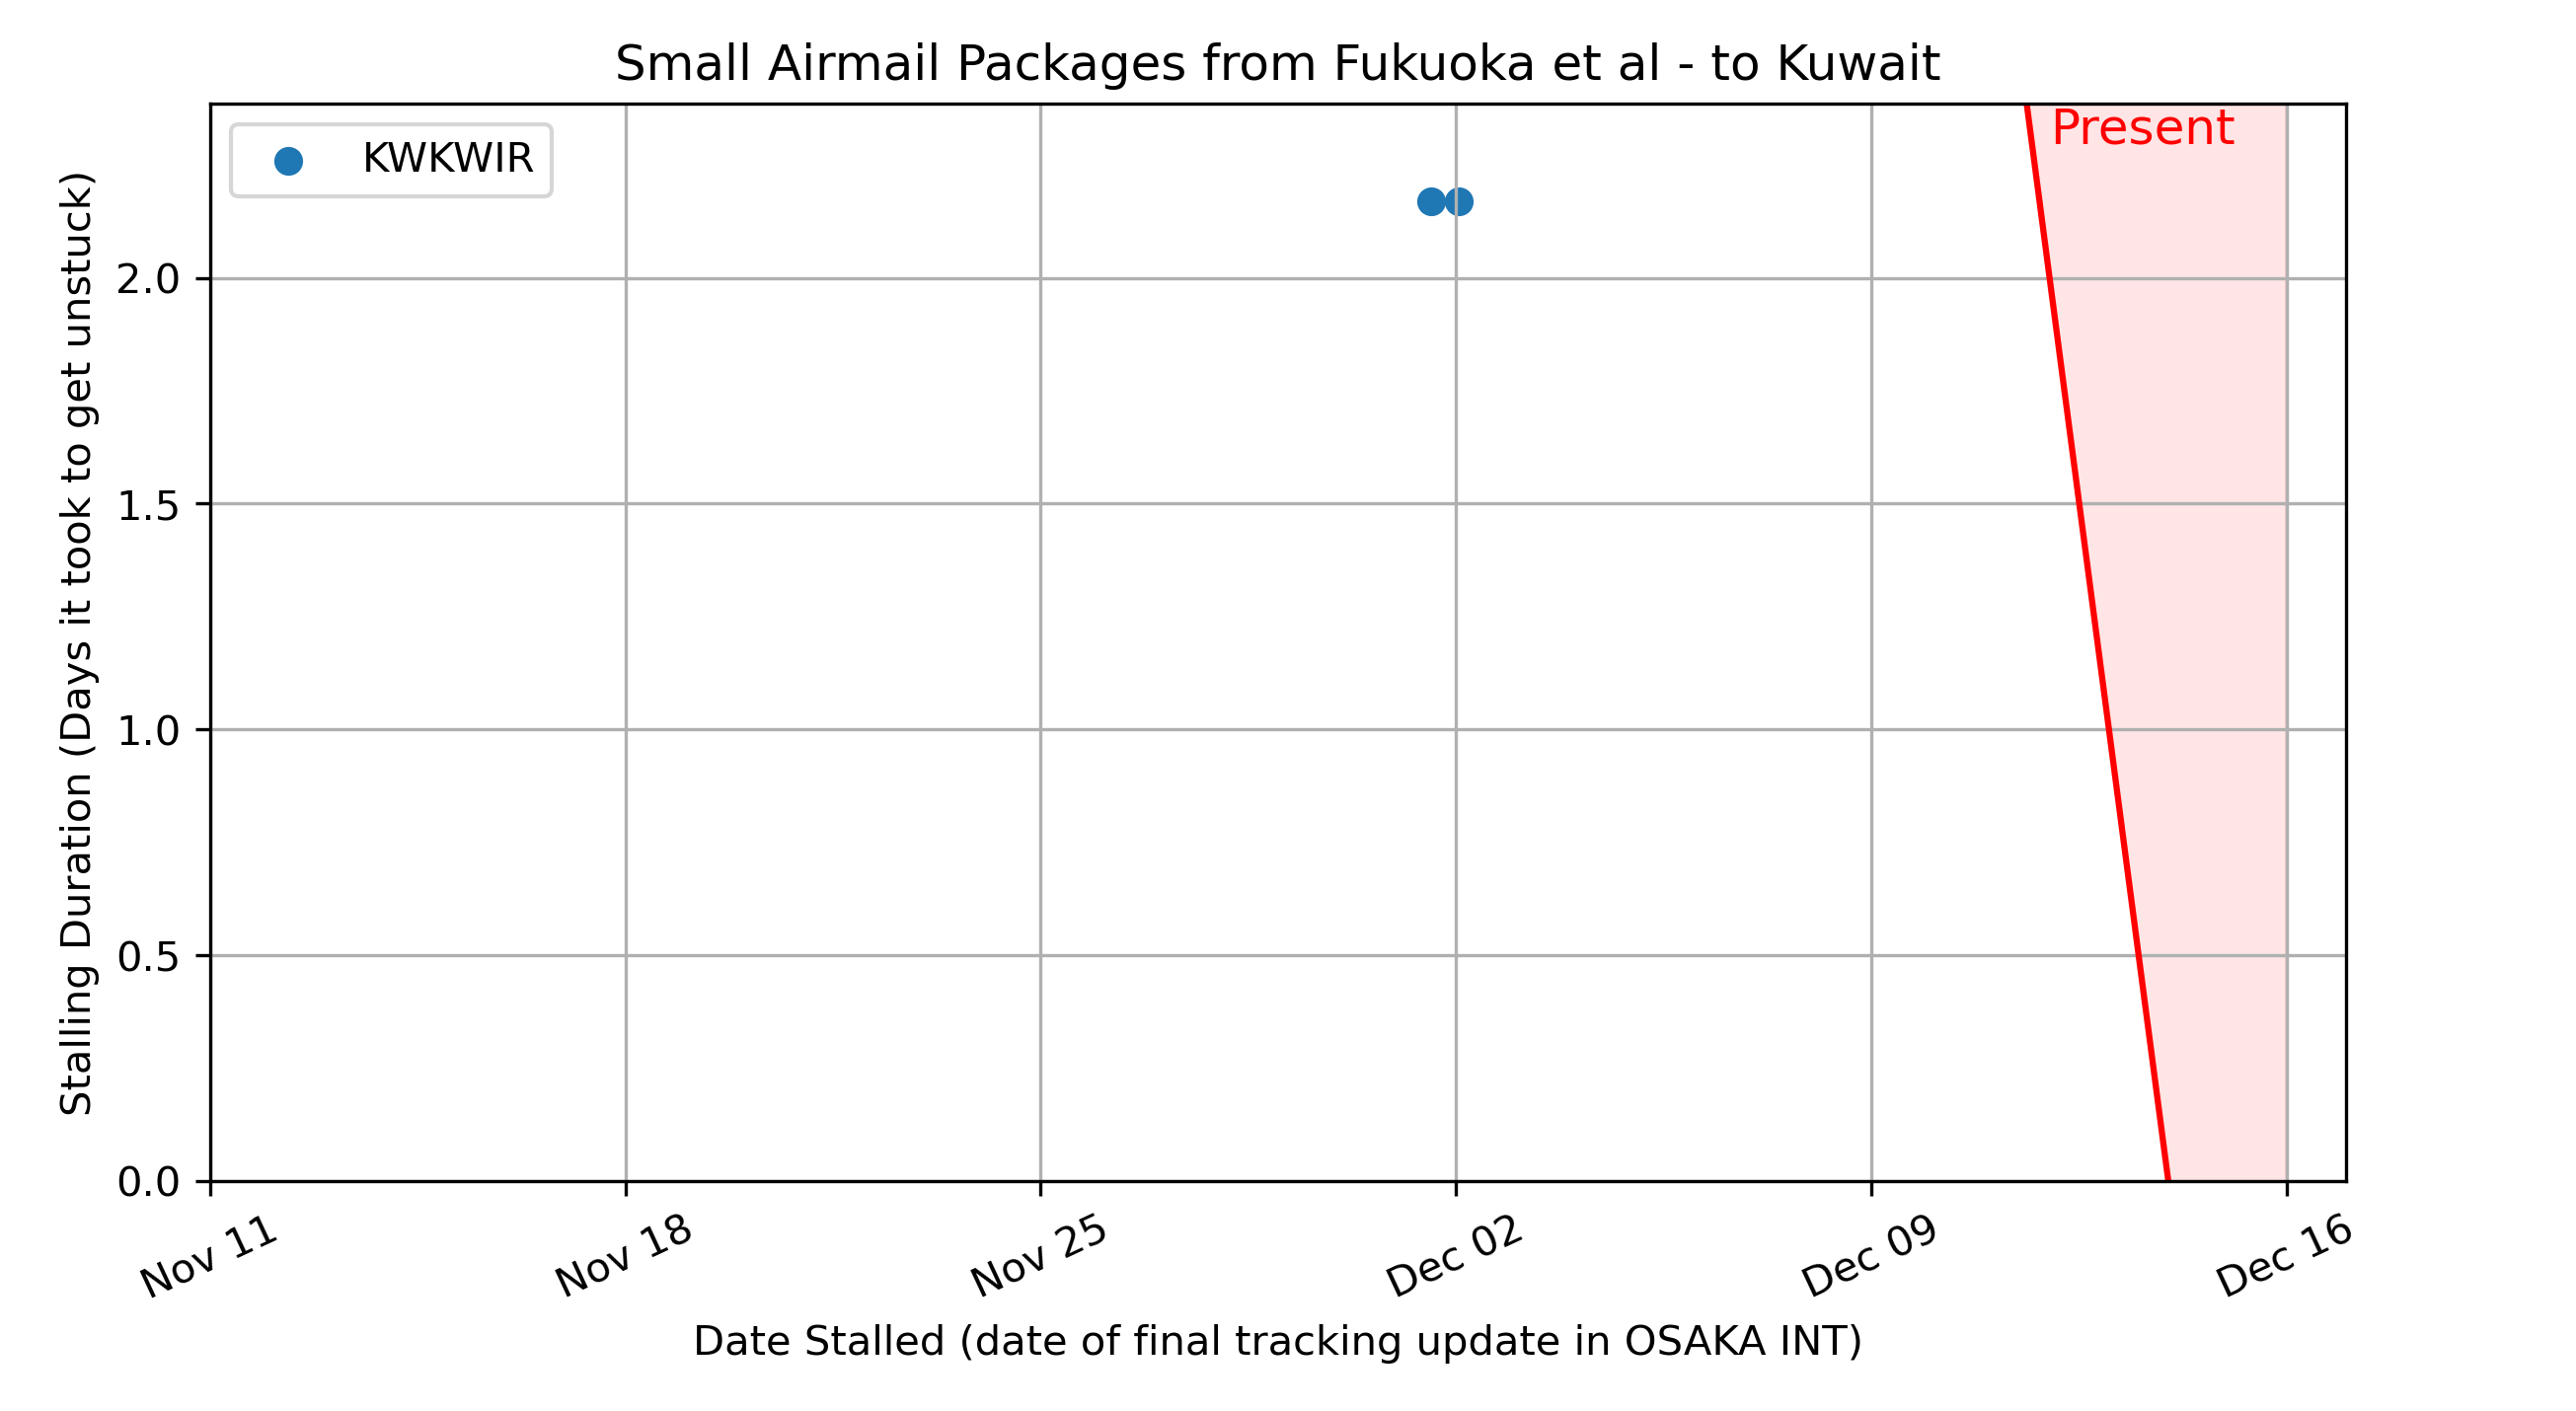 Small Airmail Packages from Fukuoka et al - to Kuwait
KWKWIR
Present
Stalling Duration (Days it took to get unstuck)
2.0
1.5
1.0
0.5
0.0
Nov 11
Nov 18
Nov 25
Dec 02
Dec 09
Dec 16
Date Stalled (date of final tracking update in OSAKA INT)